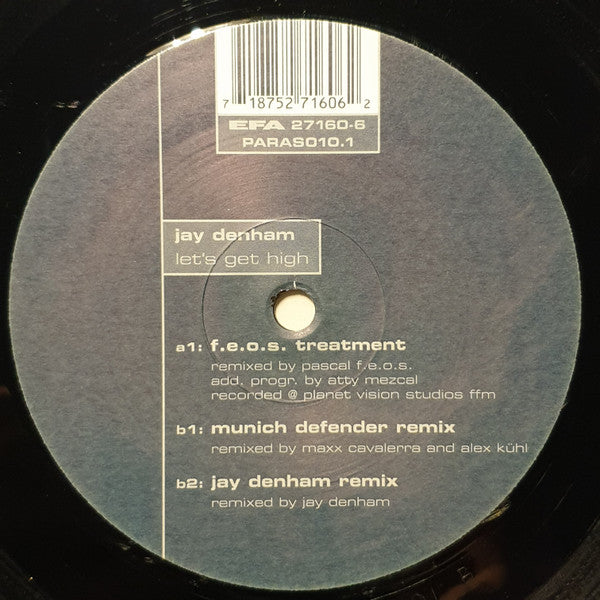 7 18752 71606 2
EFA 27160-6
PARAS010.1
jay denham
let's get high
a1: f.e.o.s. treatment
remixed by pascal f.e.o.s.
add. progr. by atty mezcal
recorded @ planet vision studios ffm
b1: munich defender remix
remixed by maxx cavalerra and alex kühl
b2: jay denham remix
remixed by jay denham